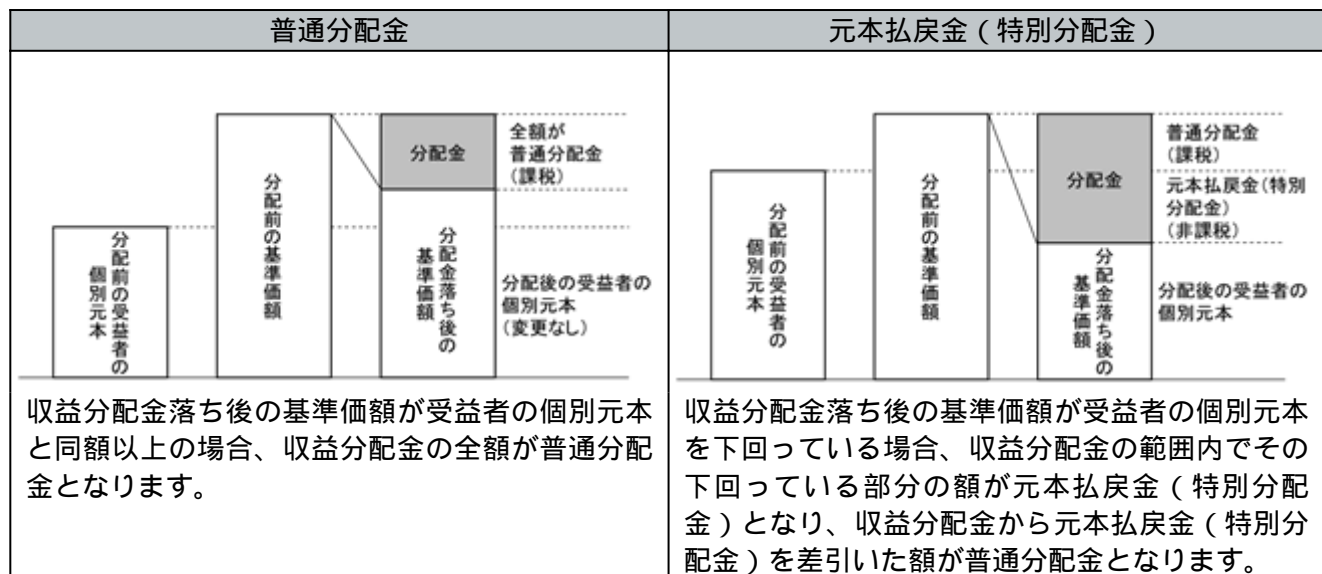 普通分配金
分配前の受益者の
個別元本
分配前の基準価額
分配金
分配金落ち後の
基準価額
全額が
普通分配金
(課税)
分配後の受益者の
個別元本
(変更なし)
収益分配金落ち後の基準価額が受益者の個別元本
と同額以上の場合、収益分配金の全額が普通分配
金となります。
元本払戻金(特別分配金)
分配前の受益者の
個別元本
分配前の基準価額
分配金
分配金落ち後の
基準価額
普通分配金
(課税)
元本払戻金(特別
分配金)
(非課税)
分配後の受益者の
個別元本
収益分配金落ち後の基準価額が受益者の個別元本
を下回っている場合、収益分配金の範囲内でその
下回っている部分の額が元本払戻金(特別分配
金)となり、収益分配金から元本払戻金(特別分
配金)を差引いた額が普通分配金となります。